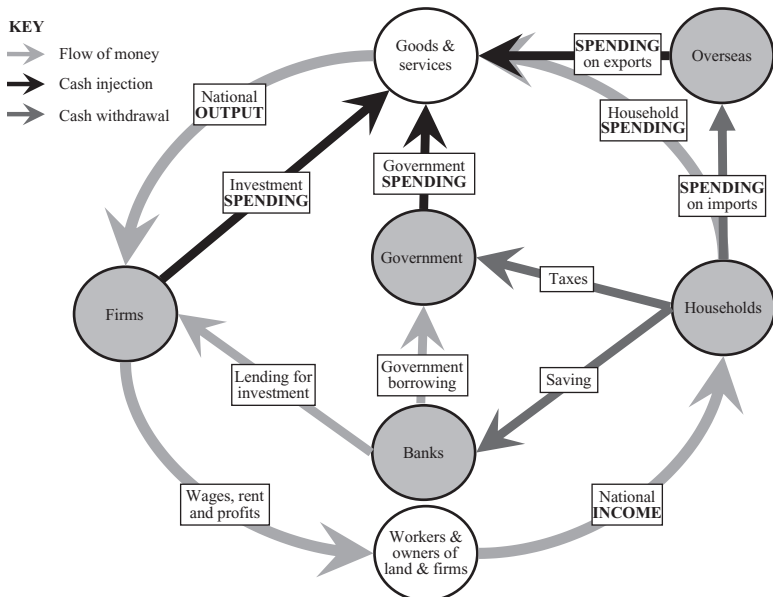 KEY
Flow of money
Cash injection
Cash withdrawal
Goods &
services
SPENDING
on exports
Overseas
National
OUTPUT
Household
SPENDING
Investment
SPENDING
Government
SPENDING
SPENDING
on imports
Government
Taxes
Households
Firms
Lending for
investment
Government
borrowing
Saving
Banks
Wages, rent
and profits
National
INCOME
Workers &
owners of
land & firms